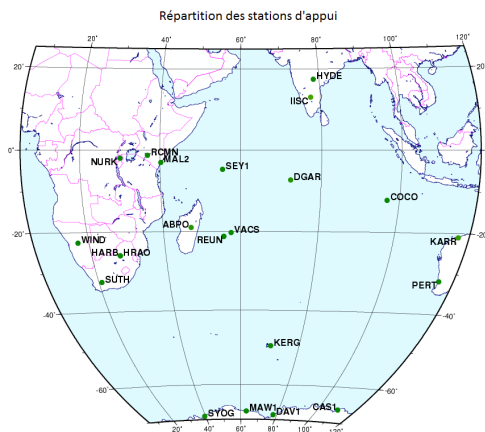 Répartition des stations d'appui
20˚ 40˚ 60˚ 80˚ 100˚ 120˚
20˚ 20˚
HYDE
IISC
0˚ 0˚
RCMN
NURK MAL2
SEY1
DGAR
COCO
ABPO
VACS
REUN
-20˚ -20˚
WIND
KARR
HARB HRAO
SUTH
PERT
-40˚ -40˚
KERG
-60˚ -60˚
SYOG MAW1 DAV1 CAS1
20˚ 40˚ 60˚ 80˚ 100˚ 120˚